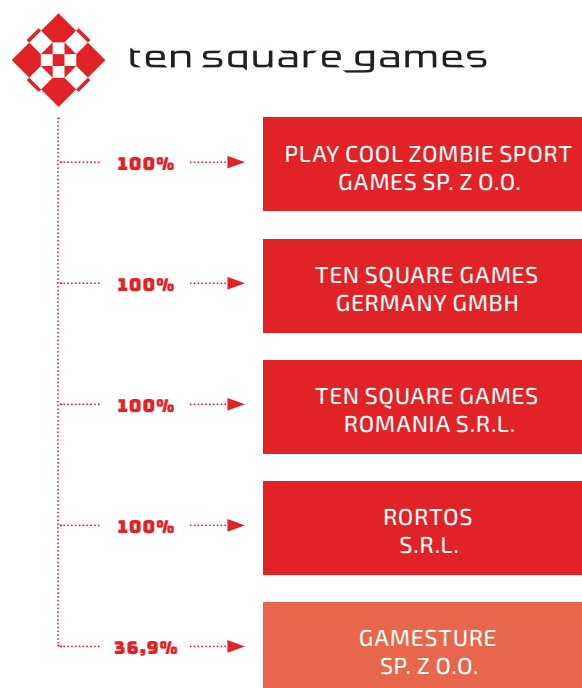 ten square games
100%
PLAY COOL ZOMBIE SPORT
GAMES SP. Z O.O.
100%
TEN SQUARE GAMES
GERMANY GMBH
100%
TEN SQUARE GAMES
ROMANIA S.R.L.
100%
RORTOS
S.R.L.
36,9%
GAMESTURE
SP. Z O.O.